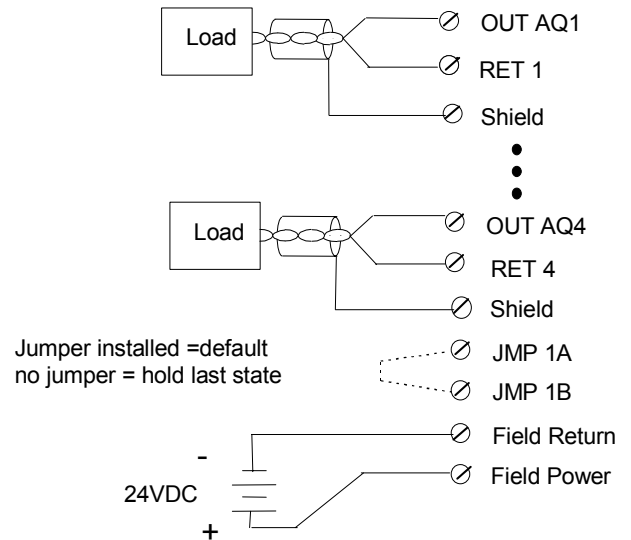 Load
OUT AQ1
RET 1
Shield
Load
OUT AQ4
RET 4
Shield
Jumper installed =default
no jumper = hold last state
JMP 1A
JMP 1B
Field Return
Field Power
-
24VDC
+